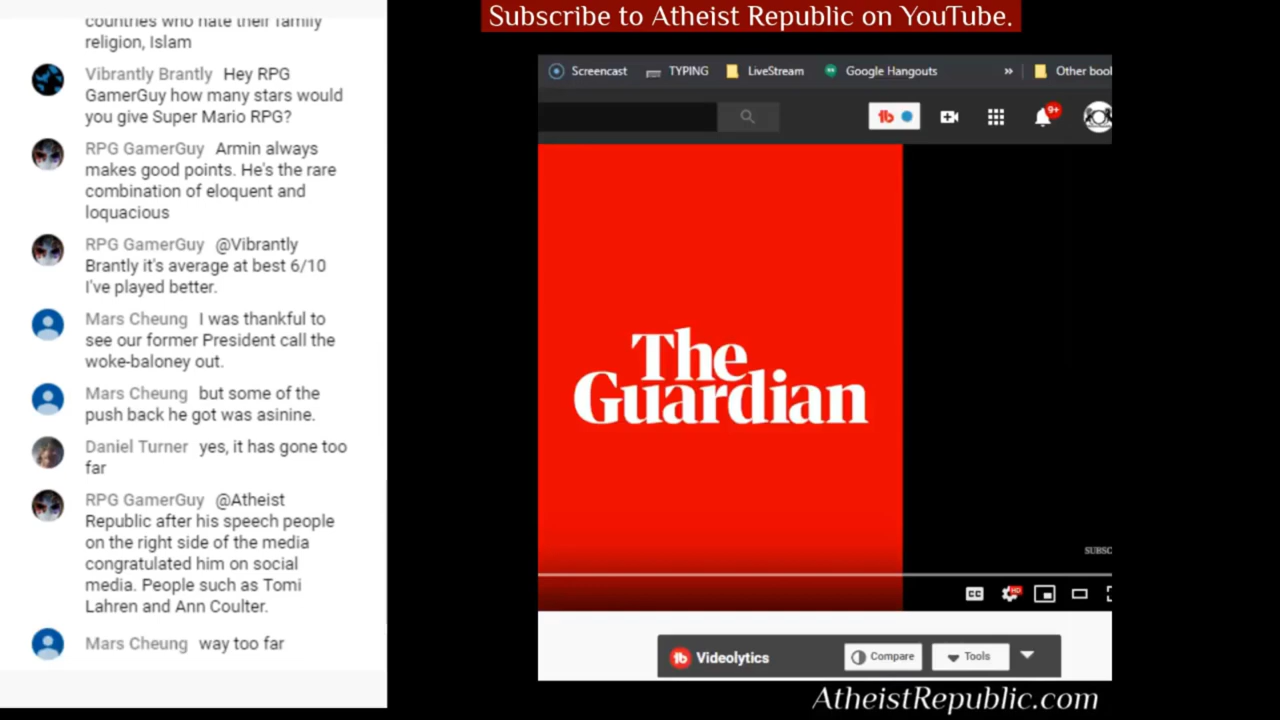 Subscribe to Atheist Republic on YouTube.
countries who hate their family
religion, Islam
Vibrantly Brantly Hey RPG
GamerGuy how many stars would
you give Super Mario RPG?
RPG GamerGuy Armin always
makes good points. He's the rare
combination of eloquent and
loquacious
RPG GamerGuy @Vibrantly
Brantly it's average at best 6/10
I've played better.
Mars Cheung I was thankful to
see our former President call the
woke-baloney out.
Mars Cheung but some of the
push back he got was asinine.
Daniel Turner yes, it has gone too
far
RPG GamerGuy @Atheist
Republic after his speech people
on the right side of the media
congratulated him on social
media. People such as Tomi
Lahren and Ann Coulter.
Mars Cheung way too far
Screencast TYPING LiveStream Google Hangouts » Other bool
9+
The
Guardian
SUBSC
CC HD
Videolytics Compare Tools
AtheistRepublic.com